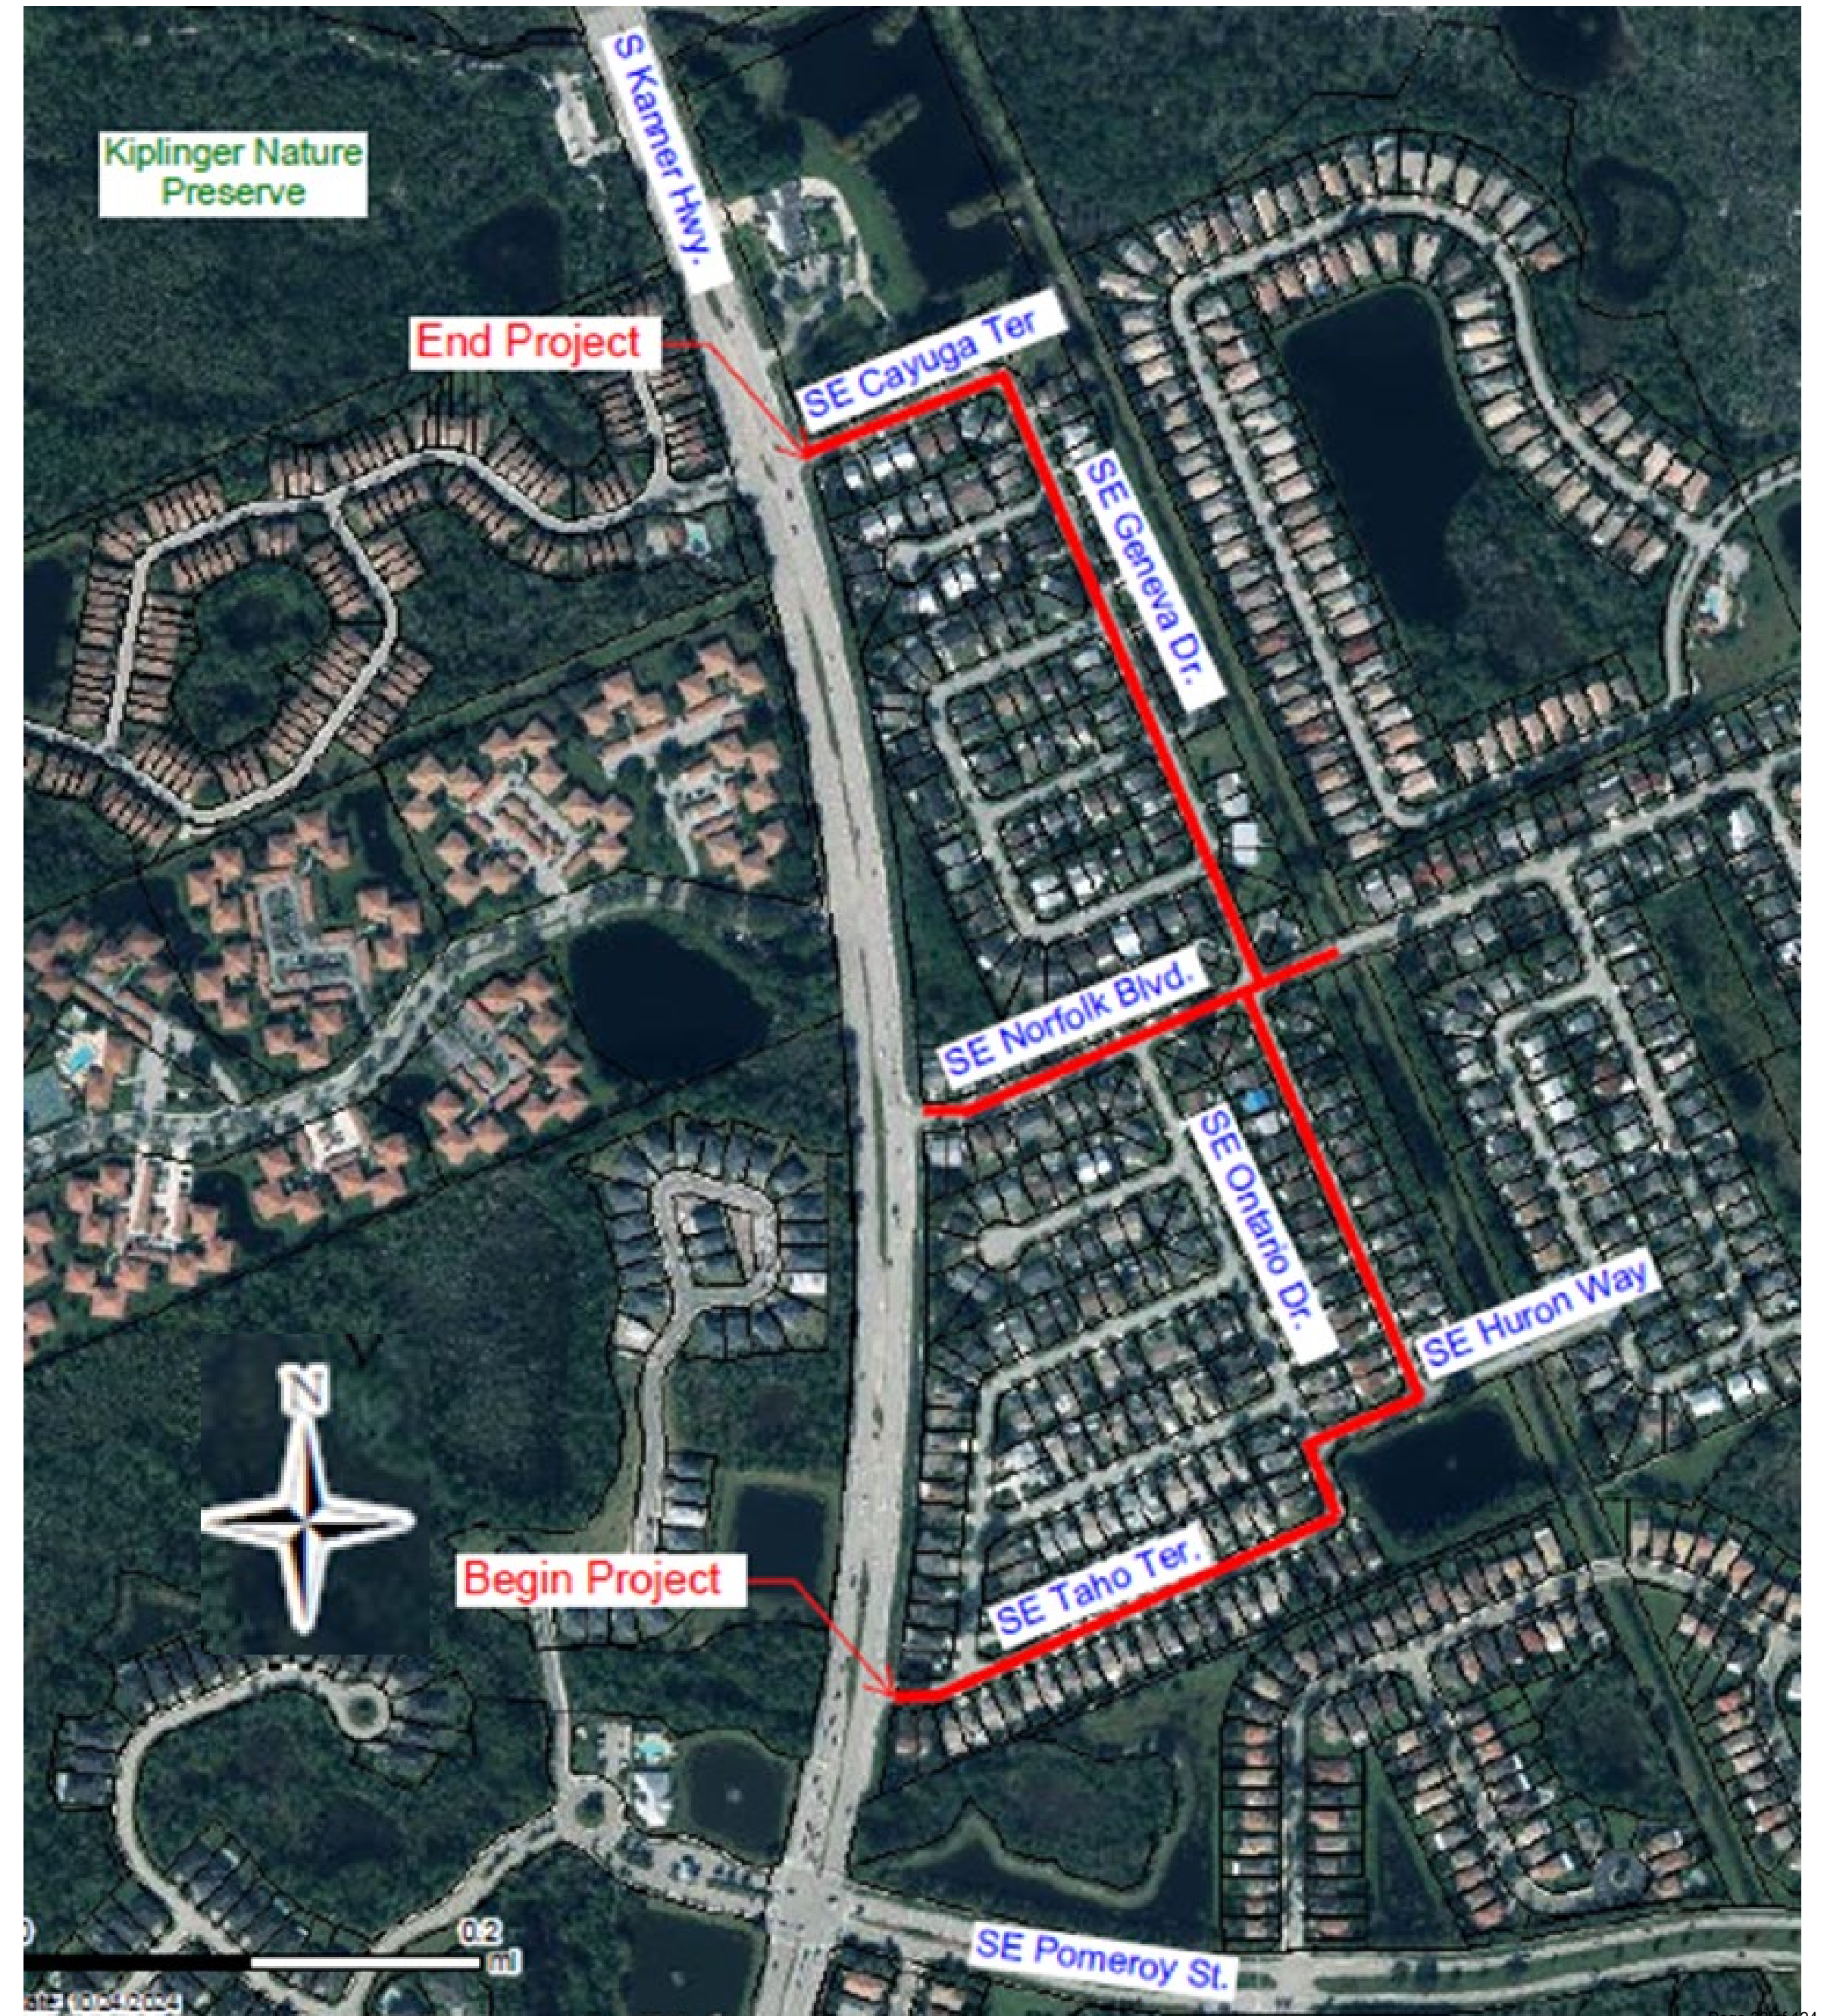 S Kanner Hwy.
Kiplinger Nature
Preserve
End Project
SE Cayuga Ter
SE Geneva Dr.
SE Norfolk Blvd.
SE Ontario Dr.
SE Huron Way
N
Begin Project
SE Taho Ter.
0.2
mi
SE Pomeroy St.